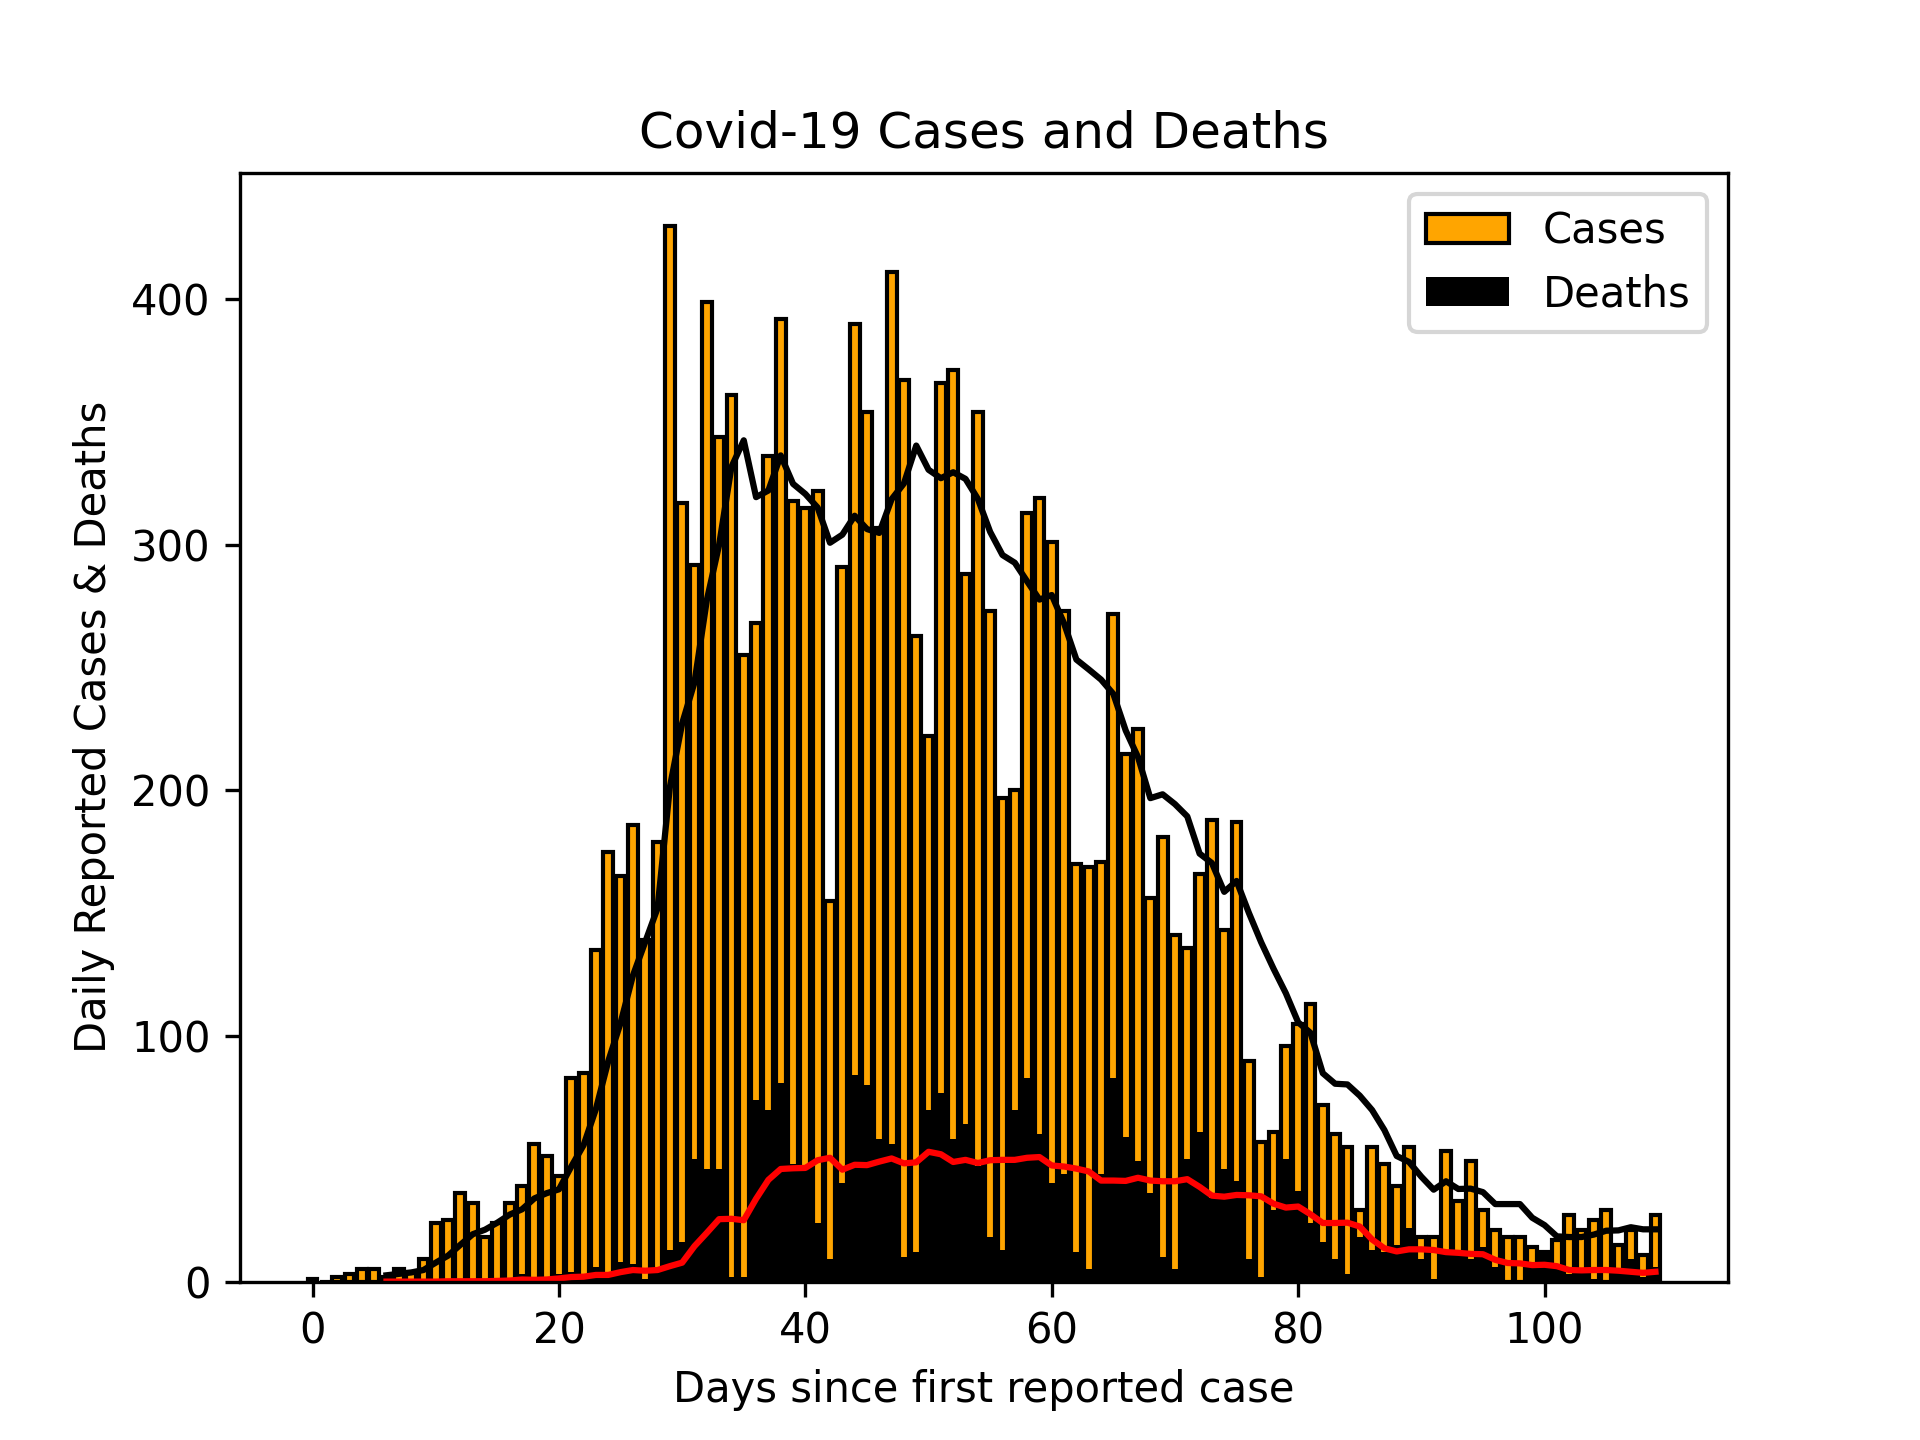 Covid-19 Cases and Deaths
Cases
Deaths
Daily Reported Cases & Deaths
400
300
200
100
0
0 20 40 60 80 100
Days since first reported case